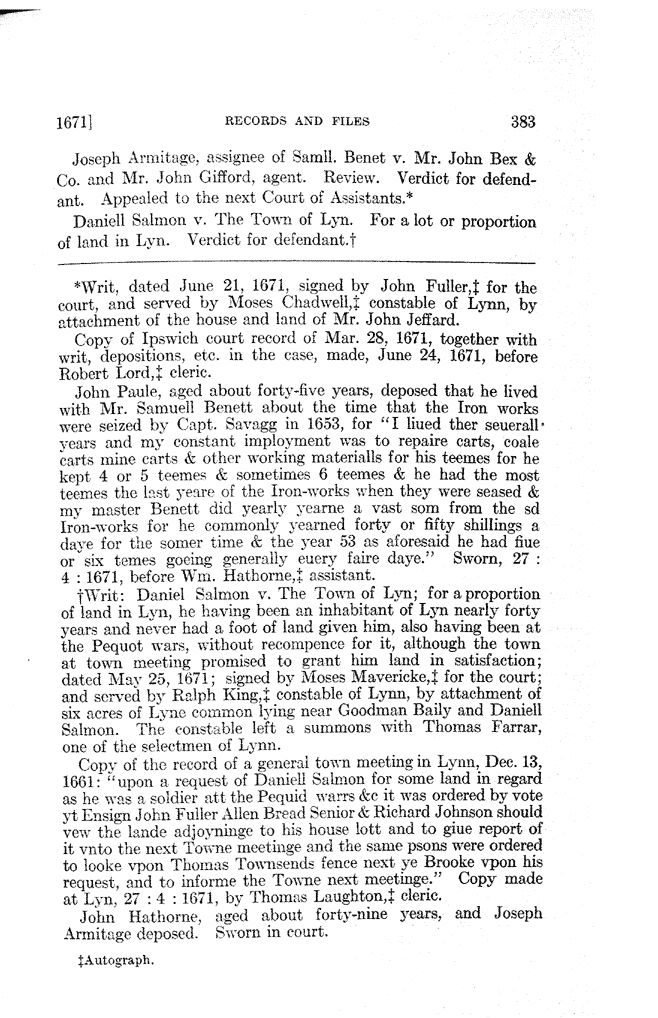 1671] RECORDS AND FILES 383
Joseph Armitage, assignee of Samll. Benet v. Mr. John Bex &
Co. and Mr. John Gifford, agent. Review. Verdict for defend-
ant. Appealed to the next Court of Assistants.*
Daniell Salmon v. The Town of Lyn. For a lot or proportion
of land in Lyn. Verdict for defendant.†
*Writ, dated June 21, 1671, signed by John Fuller,‡ for the
court, and served by Moses Chadwell,‡ constable of Lynn, by
attachment of the house and land of Mr. John Jeffard.
Copy of Ipswich court record of Mar. 28, 1671, together with
writ, depositions, etc. in the case, made, June 24, 1671, before
Robert Lord,‡ cleric.
John Paule, aged about forty-five years, deposed that he lived
with Mr. Samuell Benett about the time that the Iron works
were seized by Capt. Savagg in 1653, for "I liued ther seuerall
years and my constant imployment was to repaire carts, coale
carts mine carts & other working materialls for his teemes for he
kept 4 or 5 teemes & sometimes 6 teemes & he had the most
teemes the last yeare of the Iron-works when they were seased &
my master Benett did yearly yearne a vast som from the sd
Iron-works for he commonly yearned forty or fifty shillings a
daye for the somer time & the year 53 as aforesaid he had fiue
or six temes goeing generally euery faire daye." Sworn, 27 :
4 : 1671, before Wm. Hathorne,‡ assistant.
†Writ: Daniel Salmon v. The Town of Lyn; for a proportion
of land in Lyn, he having been an inhabitant of Lyn nearly forty
years and never had a foot of land given him, also having been at
the Pequot wars, without recompence for it, although the town
at town meeting promised to grant him land in satisfaction;
dated May 25, 1671; signed by Moses Mavericke,‡ for the court;
and served by Ralph King,‡ constable of Lynn, by attachment of
six acres of Lyne common lying near Goodman Baily and Daniell
Salmon. The constable left a summons with Thomas Farrar,
one of the selectmen of Lynn.
Copy of the record of a general town meeting in Lynn, Dec. 13,
1661: "upon a request of Daniell Salmon for some land in regard
as he was a soldier att the Pequid warrs &c it was ordered by vote
yt Ensign John Fuller Allen Bread Senior & Richard Johnson should
vew the lande adjoyninge to his house lott and to giue report of
it vnto the next Towne meetinge and the same psons were ordered
to looke vpon Thomas Townsends fence next ye Brooke vpon his
request, and to informe the Towne next meetinge." Copy made
at Lyn, 27 : 4 : 1671, by Thomas Laughton,‡ cleric.
John Hathorne, aged about forty-nine years, and Joseph
Armitage deposed. Sworn in court.
‡Autograph.